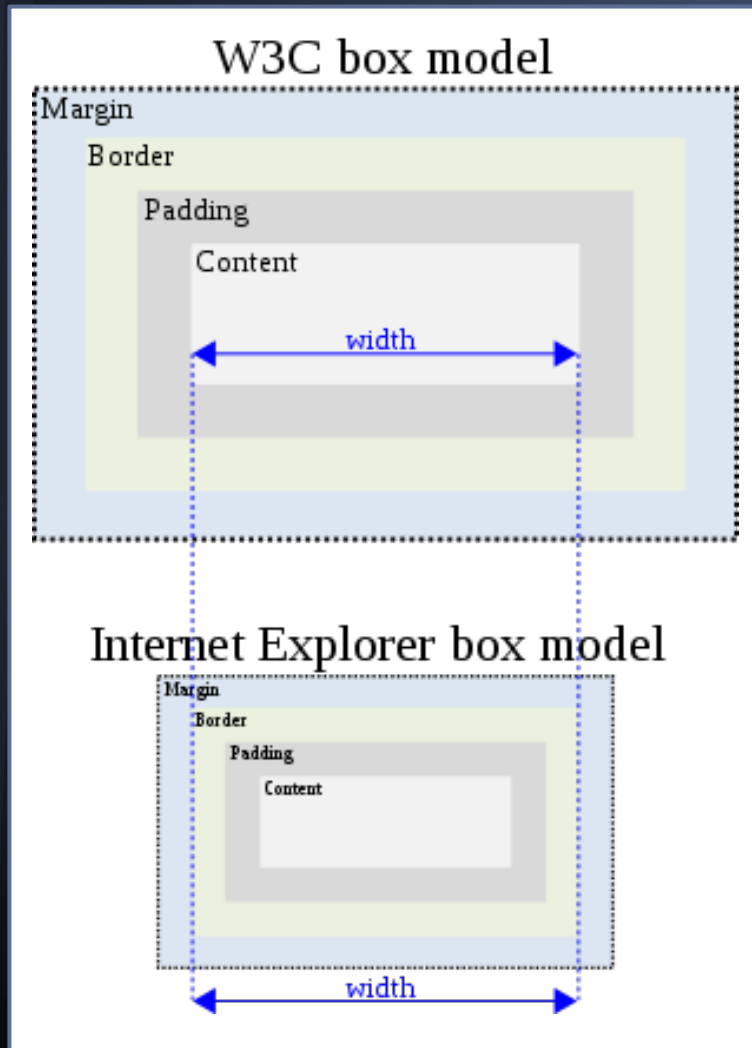 W3C box model
Margin
Border
Padding
Content
width
Internet Explorer box model
Margin
Border
Padding
Content
width